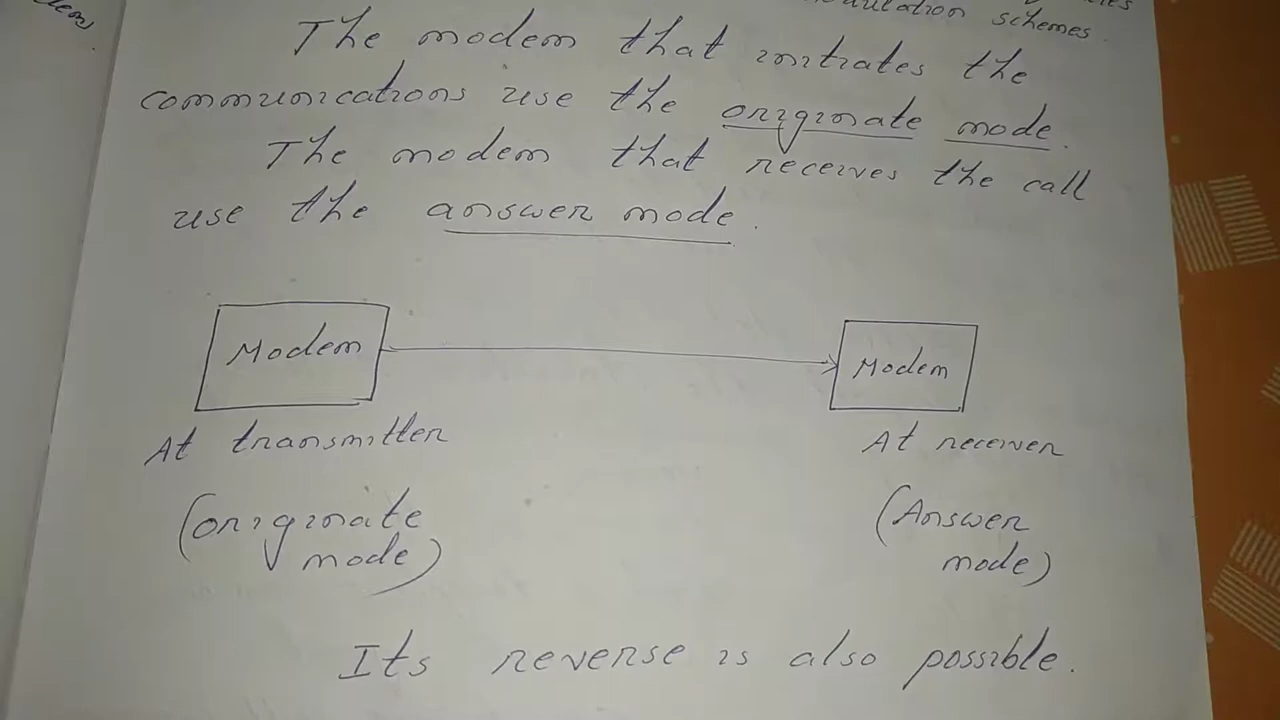 schemes
The modem that initiates the
communications use the originate mode.
The modem that receives the call
use the answer mode.
Modem
Modem
At transmitter
At receiver
(originate
mode)
(Answer
mode)
Its reverse is also possible.